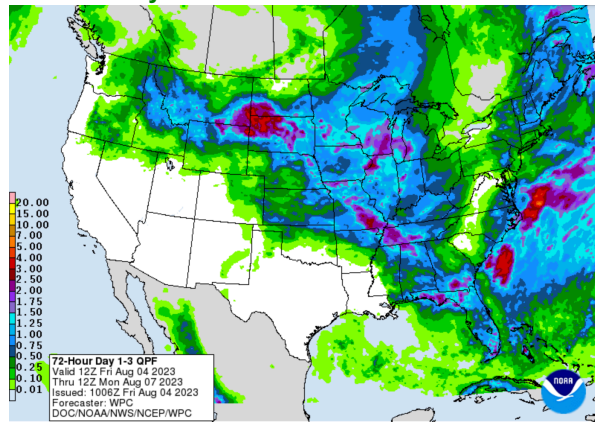 20.00
15.00
10.00
7.00
5.00
4.00
3.00
2.50
2.00
1.75
1.50
1.25
1.00
0.75
0.50
0.25
0.10
0.01
72-Hour Day 1-3 QPF
Valid 12Z Fri Aug 04 2023
Thru 12Z Mon Aug 07 2023
Issued: 1006Z Fri Aug 04 2023
Forecaster: WPC
DOC/NOAA/NWS/NCEP/WPC
NOAA